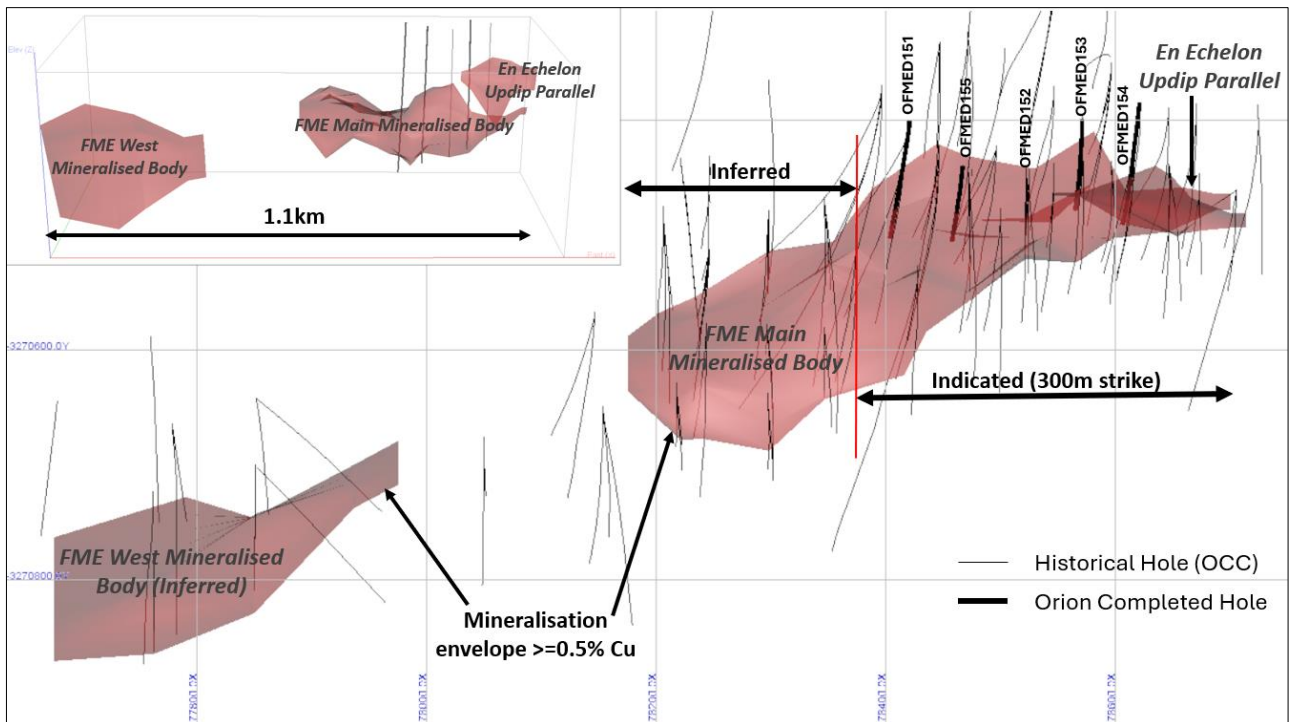 Elev (Z)
En Echelon
Updip Parallel
FME Main Mineralised Body
FME West
Mineralised Body
1.1km
East (X)
OFMED151
OFMED155
OFMED152
OFMED153
OFMED154
En Echelon
Updip Parallel
Inferred
FME Main
Mineralised Body
Indicated (300m strike)
-3270600.0Y
FME West Mineralised
Body (Inferred)
Mineralisation
envelope >=0.5% Cu
Historical Hole (OCC)
Orion Completed Hole